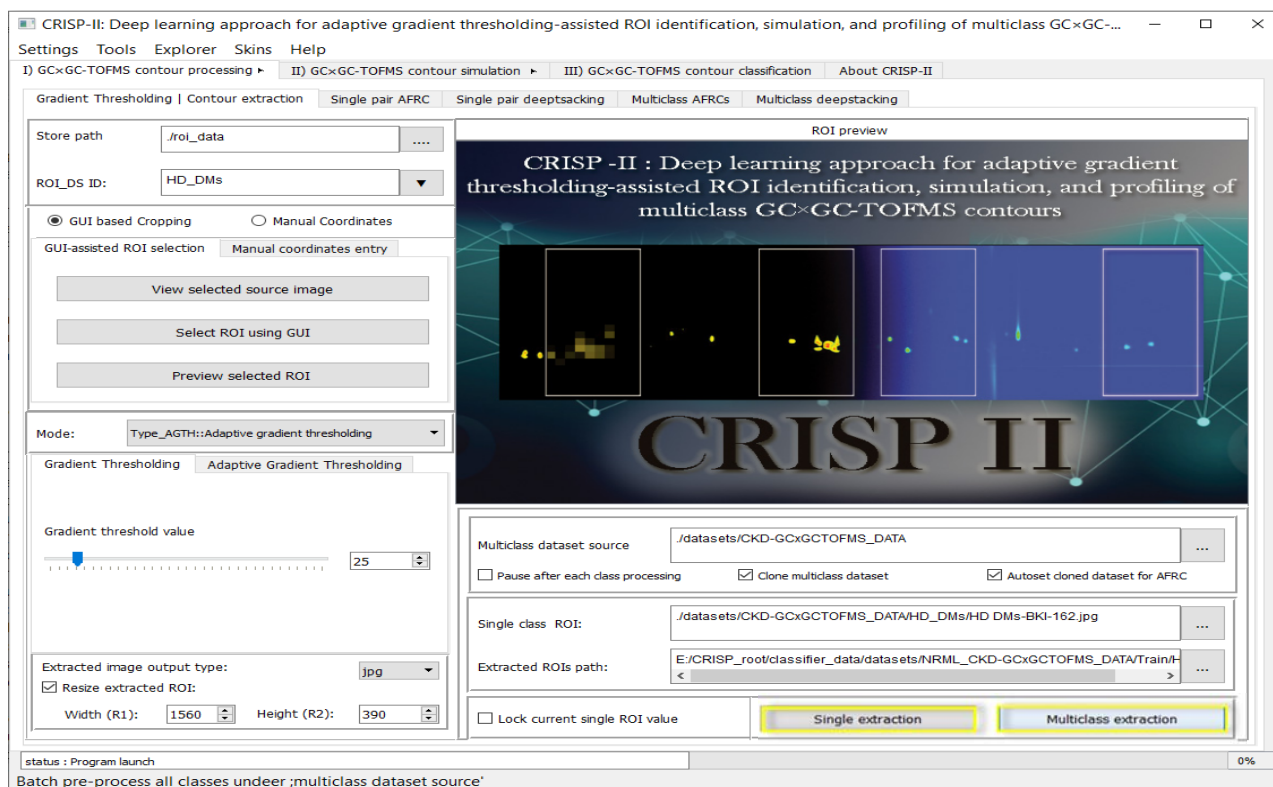 CRISP-II: Deep learning approach for adaptive gradient thresholding-assisted ROI identification, simulation, and profiling of multiclass GC×GC-...
Settings Tools Explorer Skins Help
I) GC×GC-TOFMS contour processing II) GC×GC-TOFMS contour simulation III) GC×GC-TOFMS contour classification About CRISP-II
Gradient Thresholding | Contour extraction Single pair AFRC Single pair deeptsacking Multiclass AFRCs Multiclass deepstacking
Store path ./roi_data ....
ROI_DS ID: HD_DMs
GUI based Cropping Manual Coordinates
GUI-assisted ROI selection Manual coordinates entry
View selected source image
Select ROI using GUI
Preview selected ROI
Mode: Type_AGTH::Adaptive gradient thresholding
Gradient Thresholding Adaptive Gradient Thresholding
Gradient threshold value
25
Extracted image output type: jpg
Resize extracted ROI:
Width (R1): 1560 Height (R2): 390
ROI preview
CRISP -II : Deep learning approach for adaptive gradient
thresholding-assisted ROI identification, simulation, and profiling of
multiclass GC×GC-TOFMS contours
CRISP II
Multiclass dataset source ./datasets/CKD-GCxGCTOFMS_DATA ...
Pause after each class processing Clone multiclass dataset Autoset cloned dataset for AFRC
Single class ROI: ./datasets/CKD-GCxGCTOFMS_DATA/HD_DMs/HD DMs-BKI-162.jpg ...
Extracted ROIs path: E:/CRISP_root/classifier_data/datasets/NRML_CKD-GCxGCTOFMS_DATA/Train/H ...
Lock current single ROI value Single extraction Multiclass extraction
status : Program launch 0%
Batch pre-process all classes undeer ;multiclass dataset source'